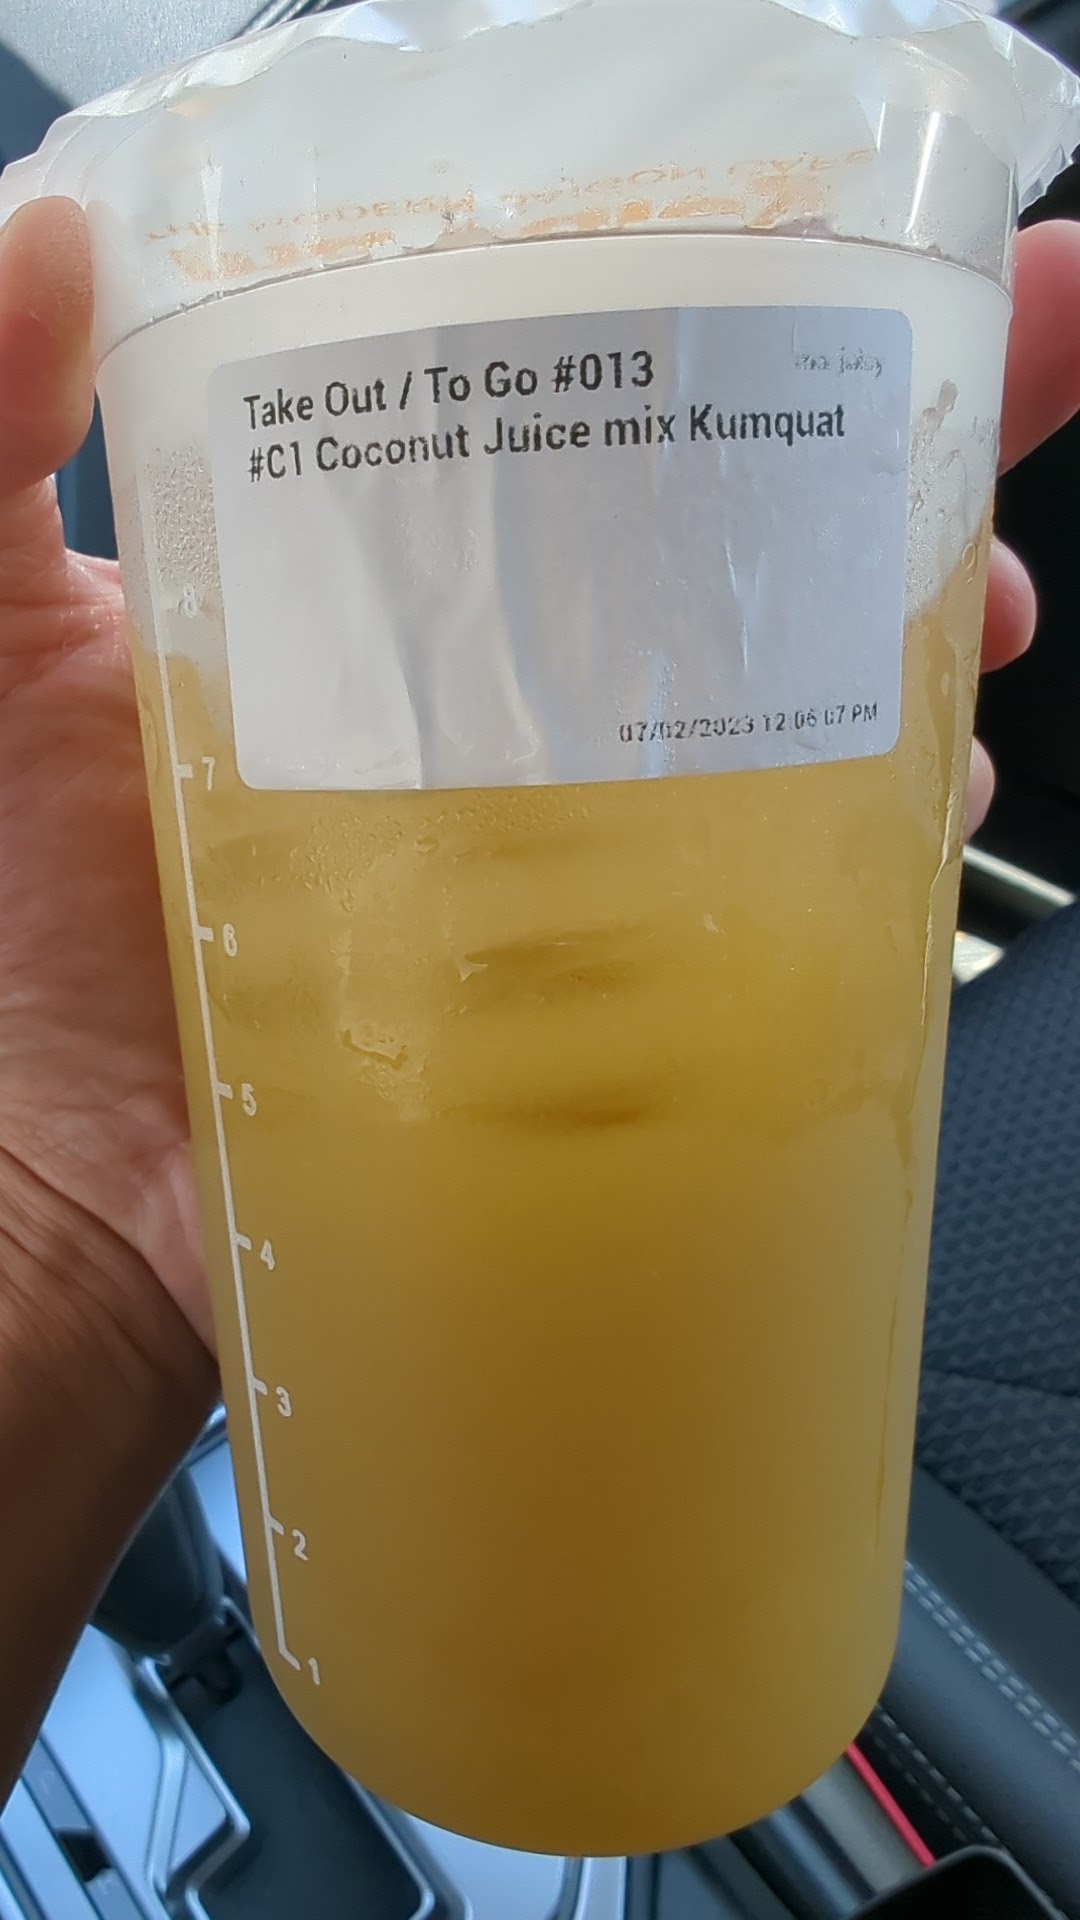 Take Out / To Go #013
#C1 Coconut Juice mix Kumquat
07/02/2023 12:06:07 PM
8
7
6
5
4
3
2
1